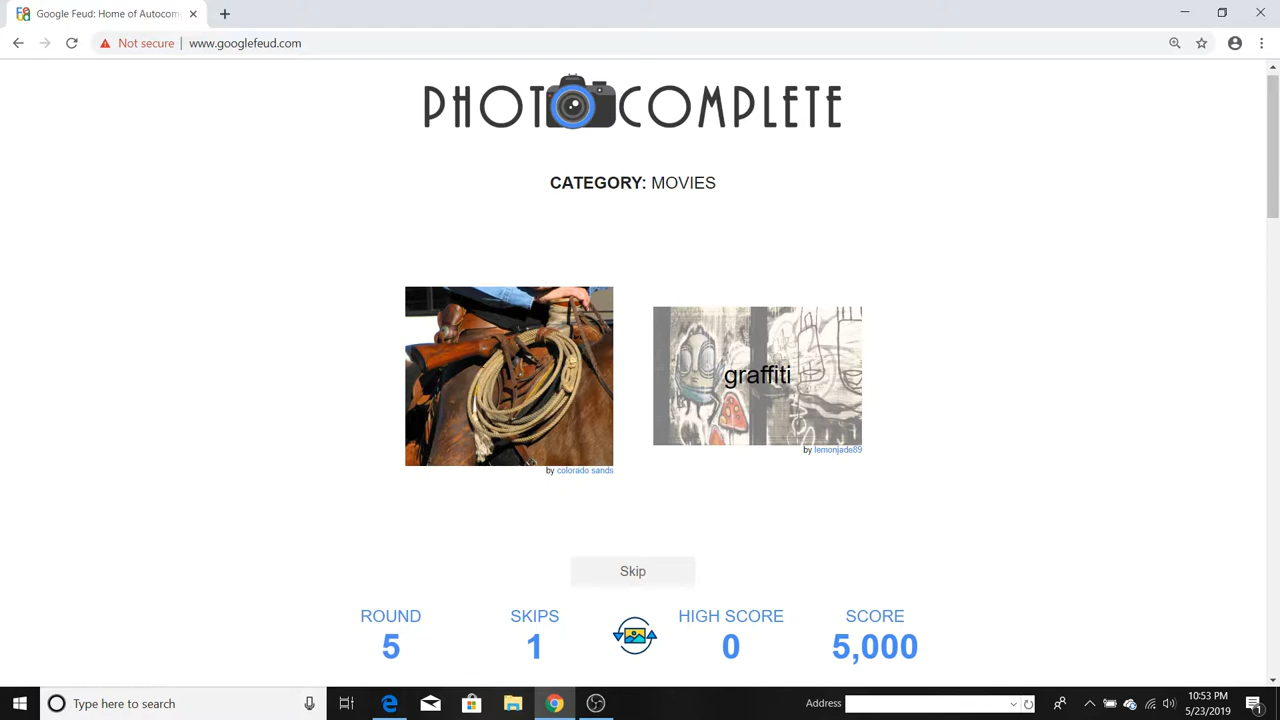 Google Feud: Home of Autocom
Not secure
www.googlefeud.com
PHOTOCOMPLETE
CATEGORY: MOVIES
graffiti
by lemonjade89
by colorado sands
Skip
ROUND
SKIPS
HIGH SCORE
SCORE
5
1
0
5,000
Type here to search
Address
10:53 PM
5/23/2019
1